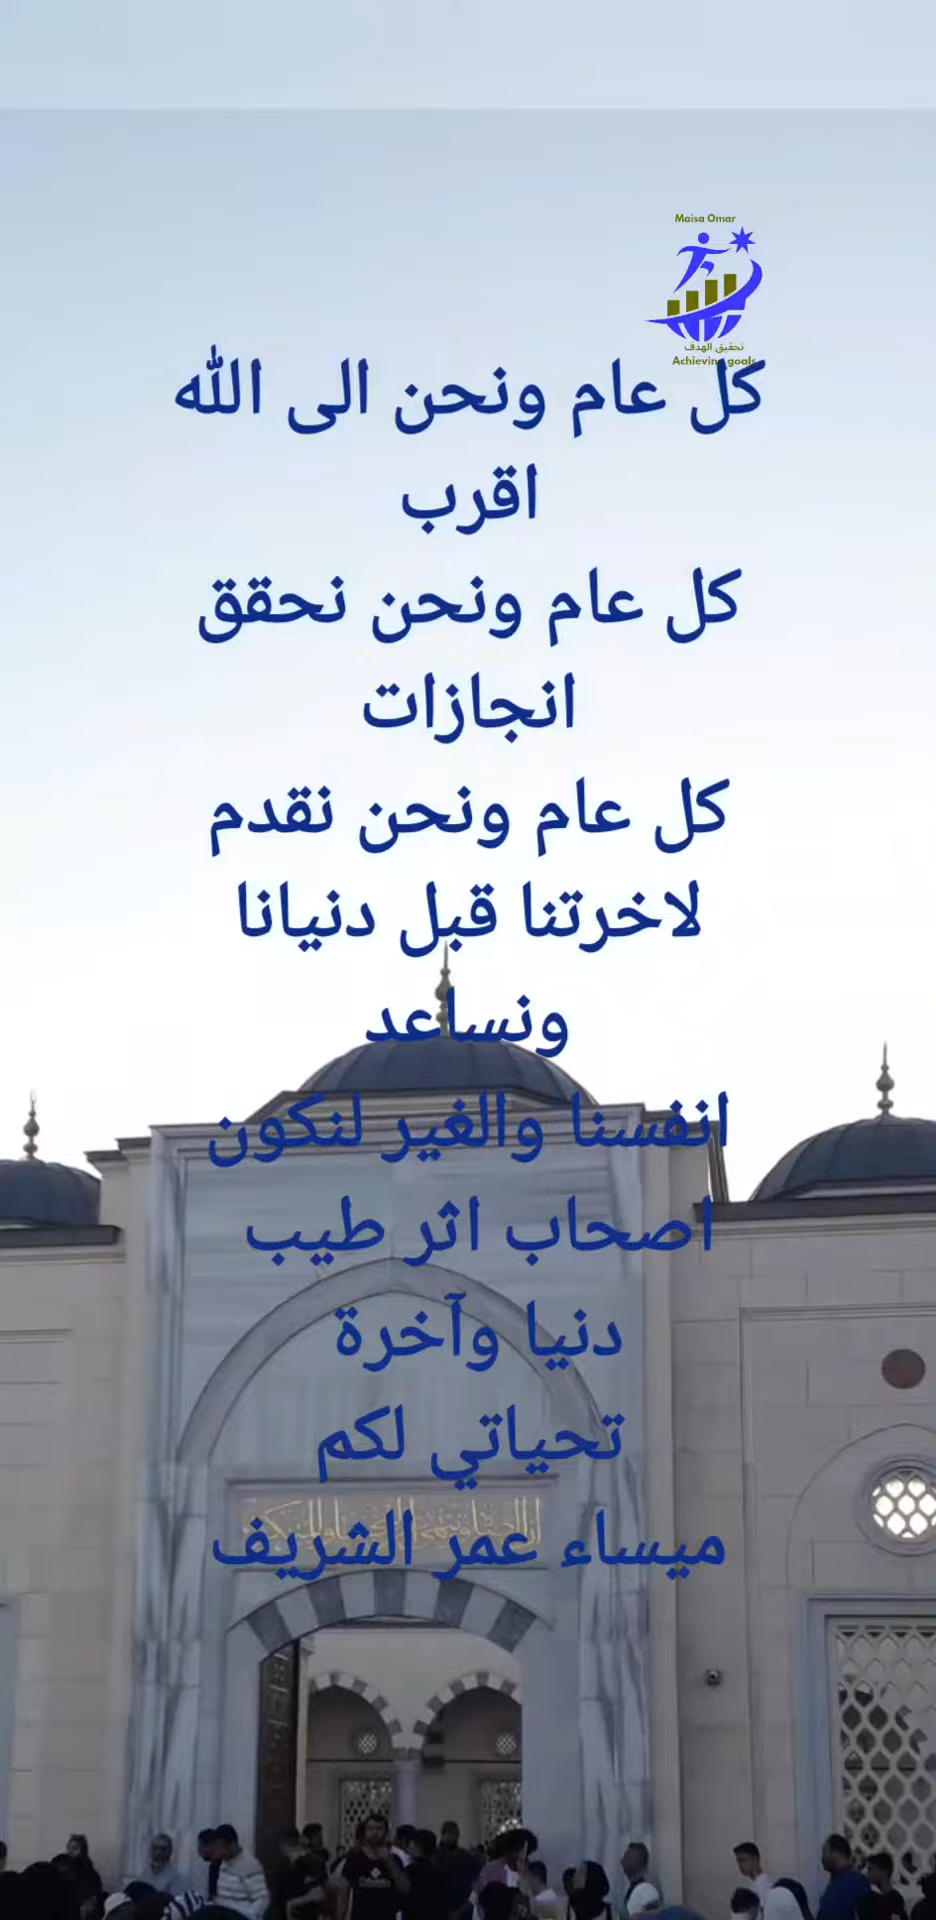 Maisa Omar
تحقيق الهدف
Achieving goals
كل عام ونحن الى الله
اقرب
كل عام ونحن نحقق
انجازات
كل عام ونحن نقدم
لاخرتنا قبل دنيانا
ونساعد
انفسنا والغير لنكون
اصحاب اثر طيب
دنيا وآخرة
تحياتي لكم
ميساء عمر الشريف